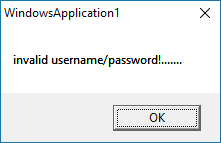 WindowsApplication1
invalid username/password!.......
OK